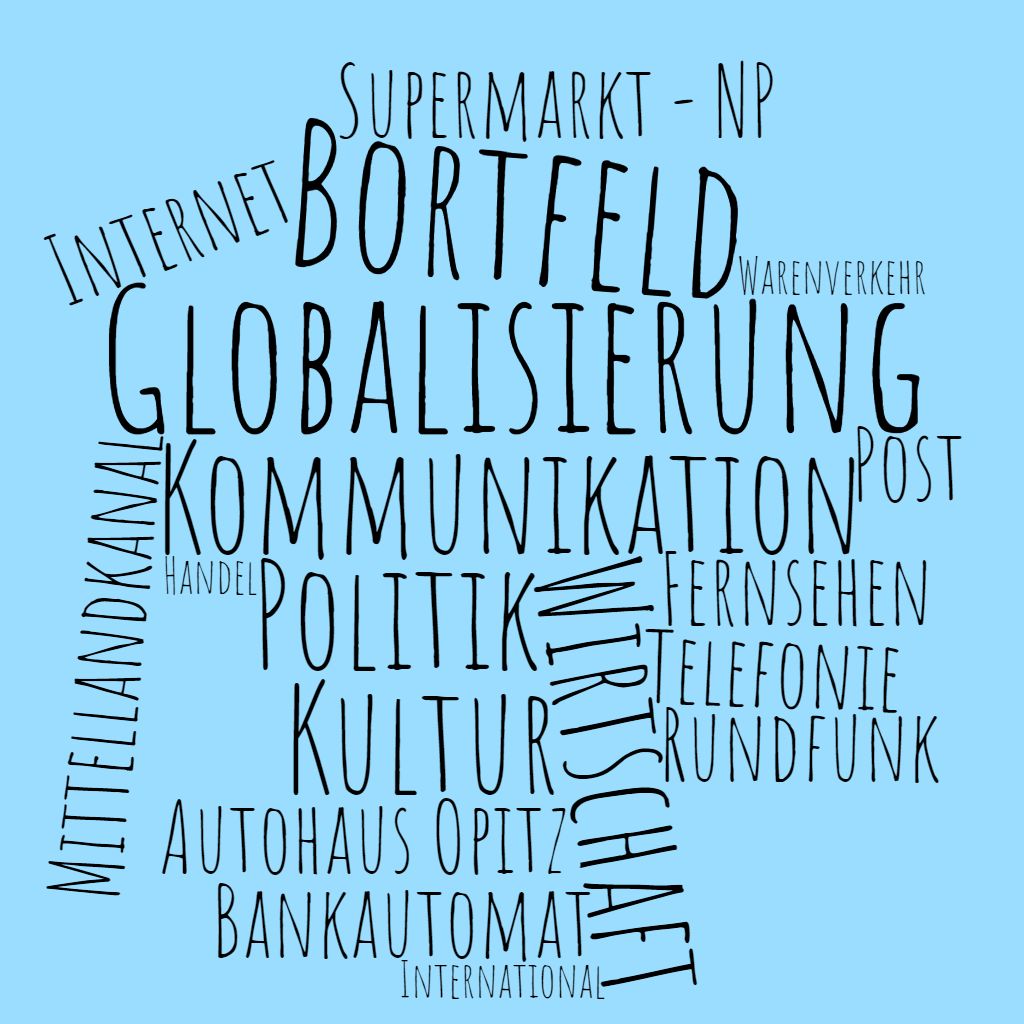 Supermarkt - NP
Bortfeld
Internet
Warenverkehr
Globalisierung
Kommunikation
Post
Mittellandkanal
Handel
Politik
Wirtschaft
Fernsehen
Telefonie
Kultur
Rundfunk
Autohaus Opitz
Bankautomat
International